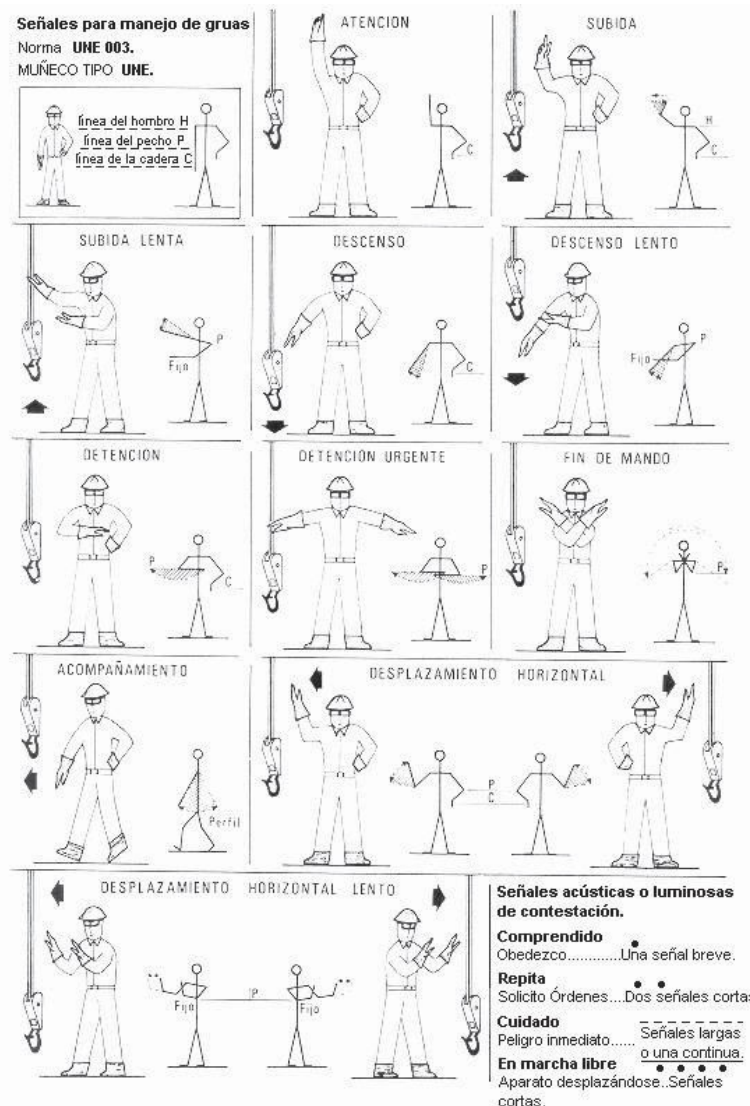 Señales para manejo de gruas
Norma UNE 003.
MUÑECO TIPO UNE.
línea del hombro H
línea del pecho P
línea de la cadera C
ATENCION
C
SUBIDA
H
C
SUBIDA LENTA
P
Fijo
DESCENSO
C
DESCENSO LENTO
P
Fijo
DETENCION
P
C
DETENCION URGENTE
P
FIN DE MANDO
P
ACOMPAÑAMIENTO
Perfil
DESPLAZAMIENTO HORIZONTAL
P
C
DESPLAZAMIENTO HORIZONTAL LENTO
Fijo
P
Fijo
Señales acústicas o luminosas
de contestación.
Comprendido
Obedezco............Una señal breve.
Repita
Solicito Órdenes....Dos señales cortas
Cuidado
Peligro inmediato...... Señales largas
o una continua.
En marcha libre
Aparato desplazándose..Señales
cortas.